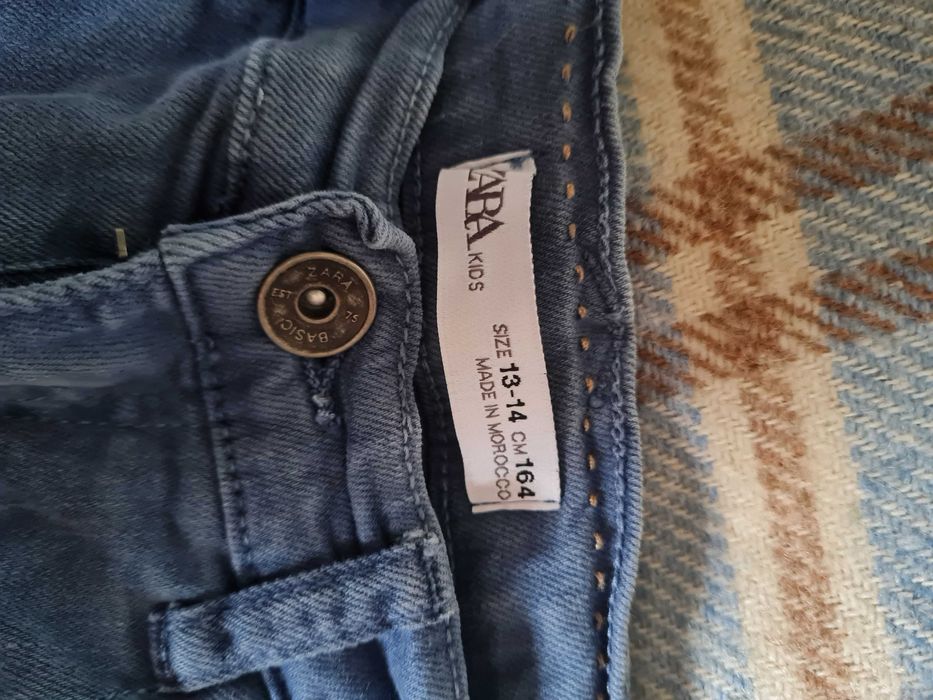 ZARA
KIDS
SIZE 13-14 CM 164
MADE IN MOROCCO
ZARA
EST 75
BASIC